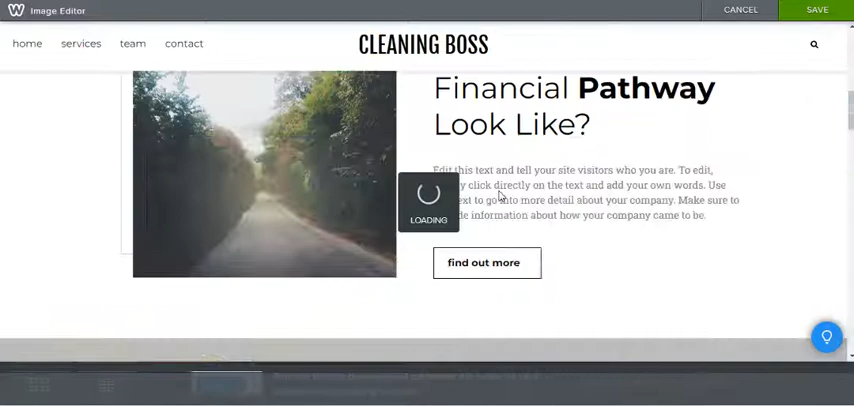 Image Editor
CANCEL
SAVE
home
services
team
contact
CLEANING BOSS
Financial Pathway
Look Like?
Edit this text and tell your site visitors who you are. To edit,
click directly on the text and add your own words. Use
to go into more detail about your company. Make sure to
information about how your company came to be.
LOADING
find out more